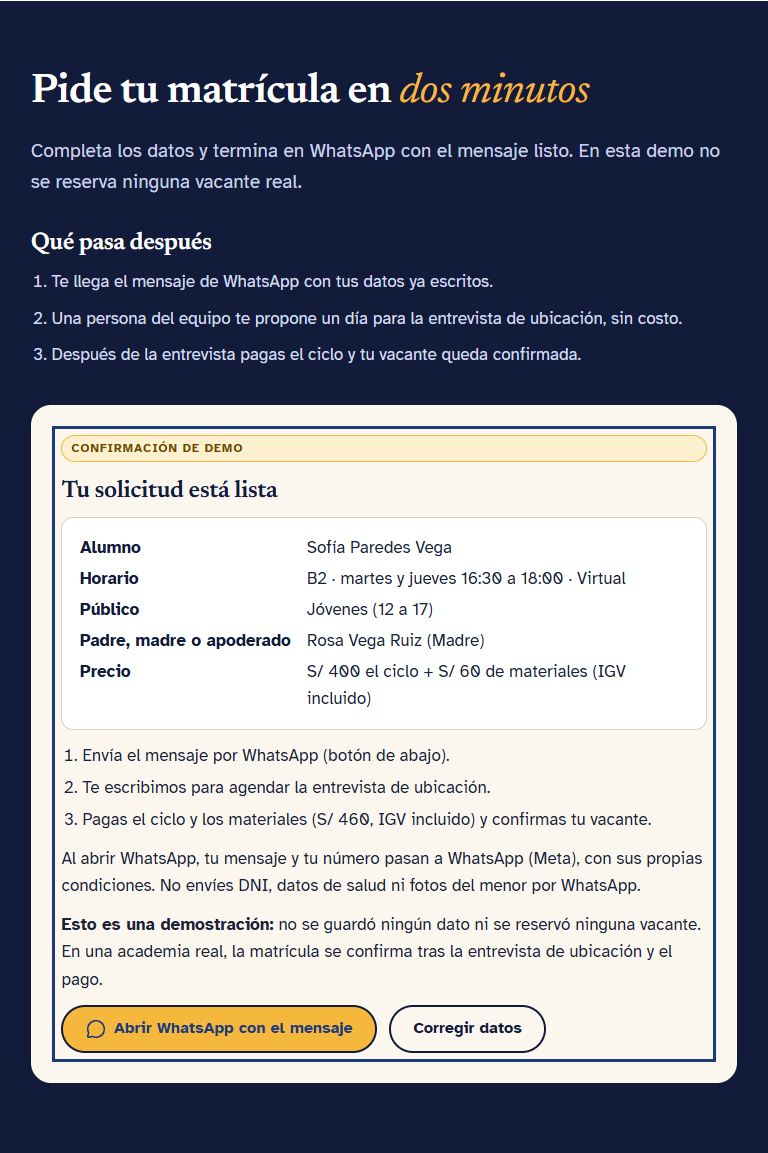 Pide tu matrícula en dos minutos
Completa los datos y termina en WhatsApp con el mensaje listo. En esta demo no
se reserva ninguna vacante real.
Qué pasa después
1. Te llega el mensaje de WhatsApp con tus datos ya escritos.
2. Una persona del equipo te propone un día para la entrevista de ubicación, sin costo.
3. Después de la entrevista pagas el ciclo y tu vacante queda confirmada.
CONFIRMACIÓN DE DEMO
Tu solicitud está lista
Alumno Sofía Paredes Vega
Horario B2 · martes y jueves 16:30 a 18:00 · Virtual
Público Jóvenes (12 a 17)
Padre, madre o apoderado Rosa Vega Ruiz (Madre)
Precio S/ 400 el ciclo + S/ 60 de materiales (IGV
incluido)
1. Envía el mensaje por WhatsApp (botón de abajo).
2. Te escribimos para agendar la entrevista de ubicación.
3. Pagas el ciclo y los materiales (S/ 460, IGV incluido) y confirmas tu vacante.
Al abrir WhatsApp, tu mensaje y tu número pasan a WhatsApp (Meta), con sus propias
condiciones. No envíes DNI, datos de salud ni fotos del menor por WhatsApp.
Esto es una demostración: no se guardó ningún dato ni se reservó ninguna vacante.
En una academia real, la matrícula se confirma tras la entrevista de ubicación y el
pago.
Abrir WhatsApp con el mensaje
Corregir datos